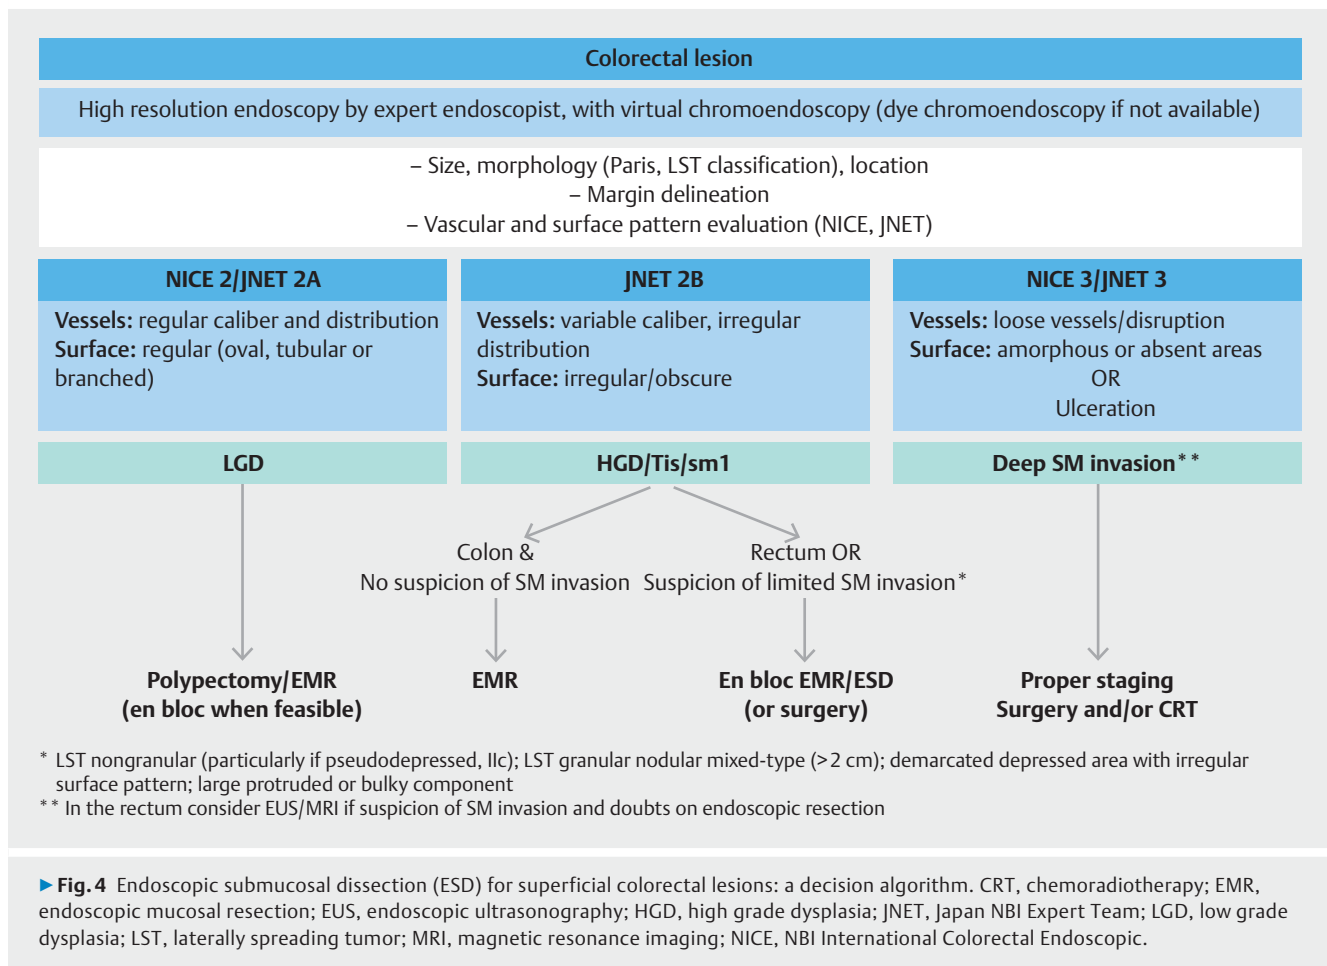 Colorectal lesion
High resolution endoscopy by expert endoscopist, with virtual chromoendoscopy (dye chromoendoscopy if not available)
– Size, morphology (Paris, LST classification), location
– Margin delineation
– Vascular and surface pattern evaluation (NICE, JNET)
NICE 2/JNET 2A
Vessels: regular caliber and distribution
Surface: regular (oval, tubular or
branched)
JNET 2B
Vessels: variable caliber, irregular
distribution
Surface: irregular/obscure
NICE 3/JNET 3
Vessels: loose vessels/disruption
Surface: amorphous or absent areas
OR
Ulceration
LGD
HGD/Tis/sm1
Deep SM invasion**
Colon &
No suspicion of SM invasion
Rectum OR
Suspicion of limited SM invasion*
Polypectomy/EMR
(en bloc when feasible)
EMR
En bloc EMR/ESD
(or surgery)
Proper staging
Surgery and/or CRT
* LST nongranular (particularly if pseudodepressed, IIc); LST granular nodular mixed-type (>2 cm); demarcated depressed area with irregular
surface pattern; large protruded or bulky component
** In the rectum consider EUS/MRI if suspicion of SM invasion and doubts on endoscopic resection
▶ Fig. 4 Endoscopic submucosal dissection (ESD) for superficial colorectal lesions: a decision algorithm. CRT, chemoradiotherapy; EMR,
endoscopic mucosal resection; EUS, endoscopic ultrasonography; HGD, high grade dysplasia; JNET, Japan NBI Expert Team; LGD, low grade
dysplasia; LST, laterally spreading tumor; MRI, magnetic resonance imaging; NICE, NBI International Colorectal Endoscopic.